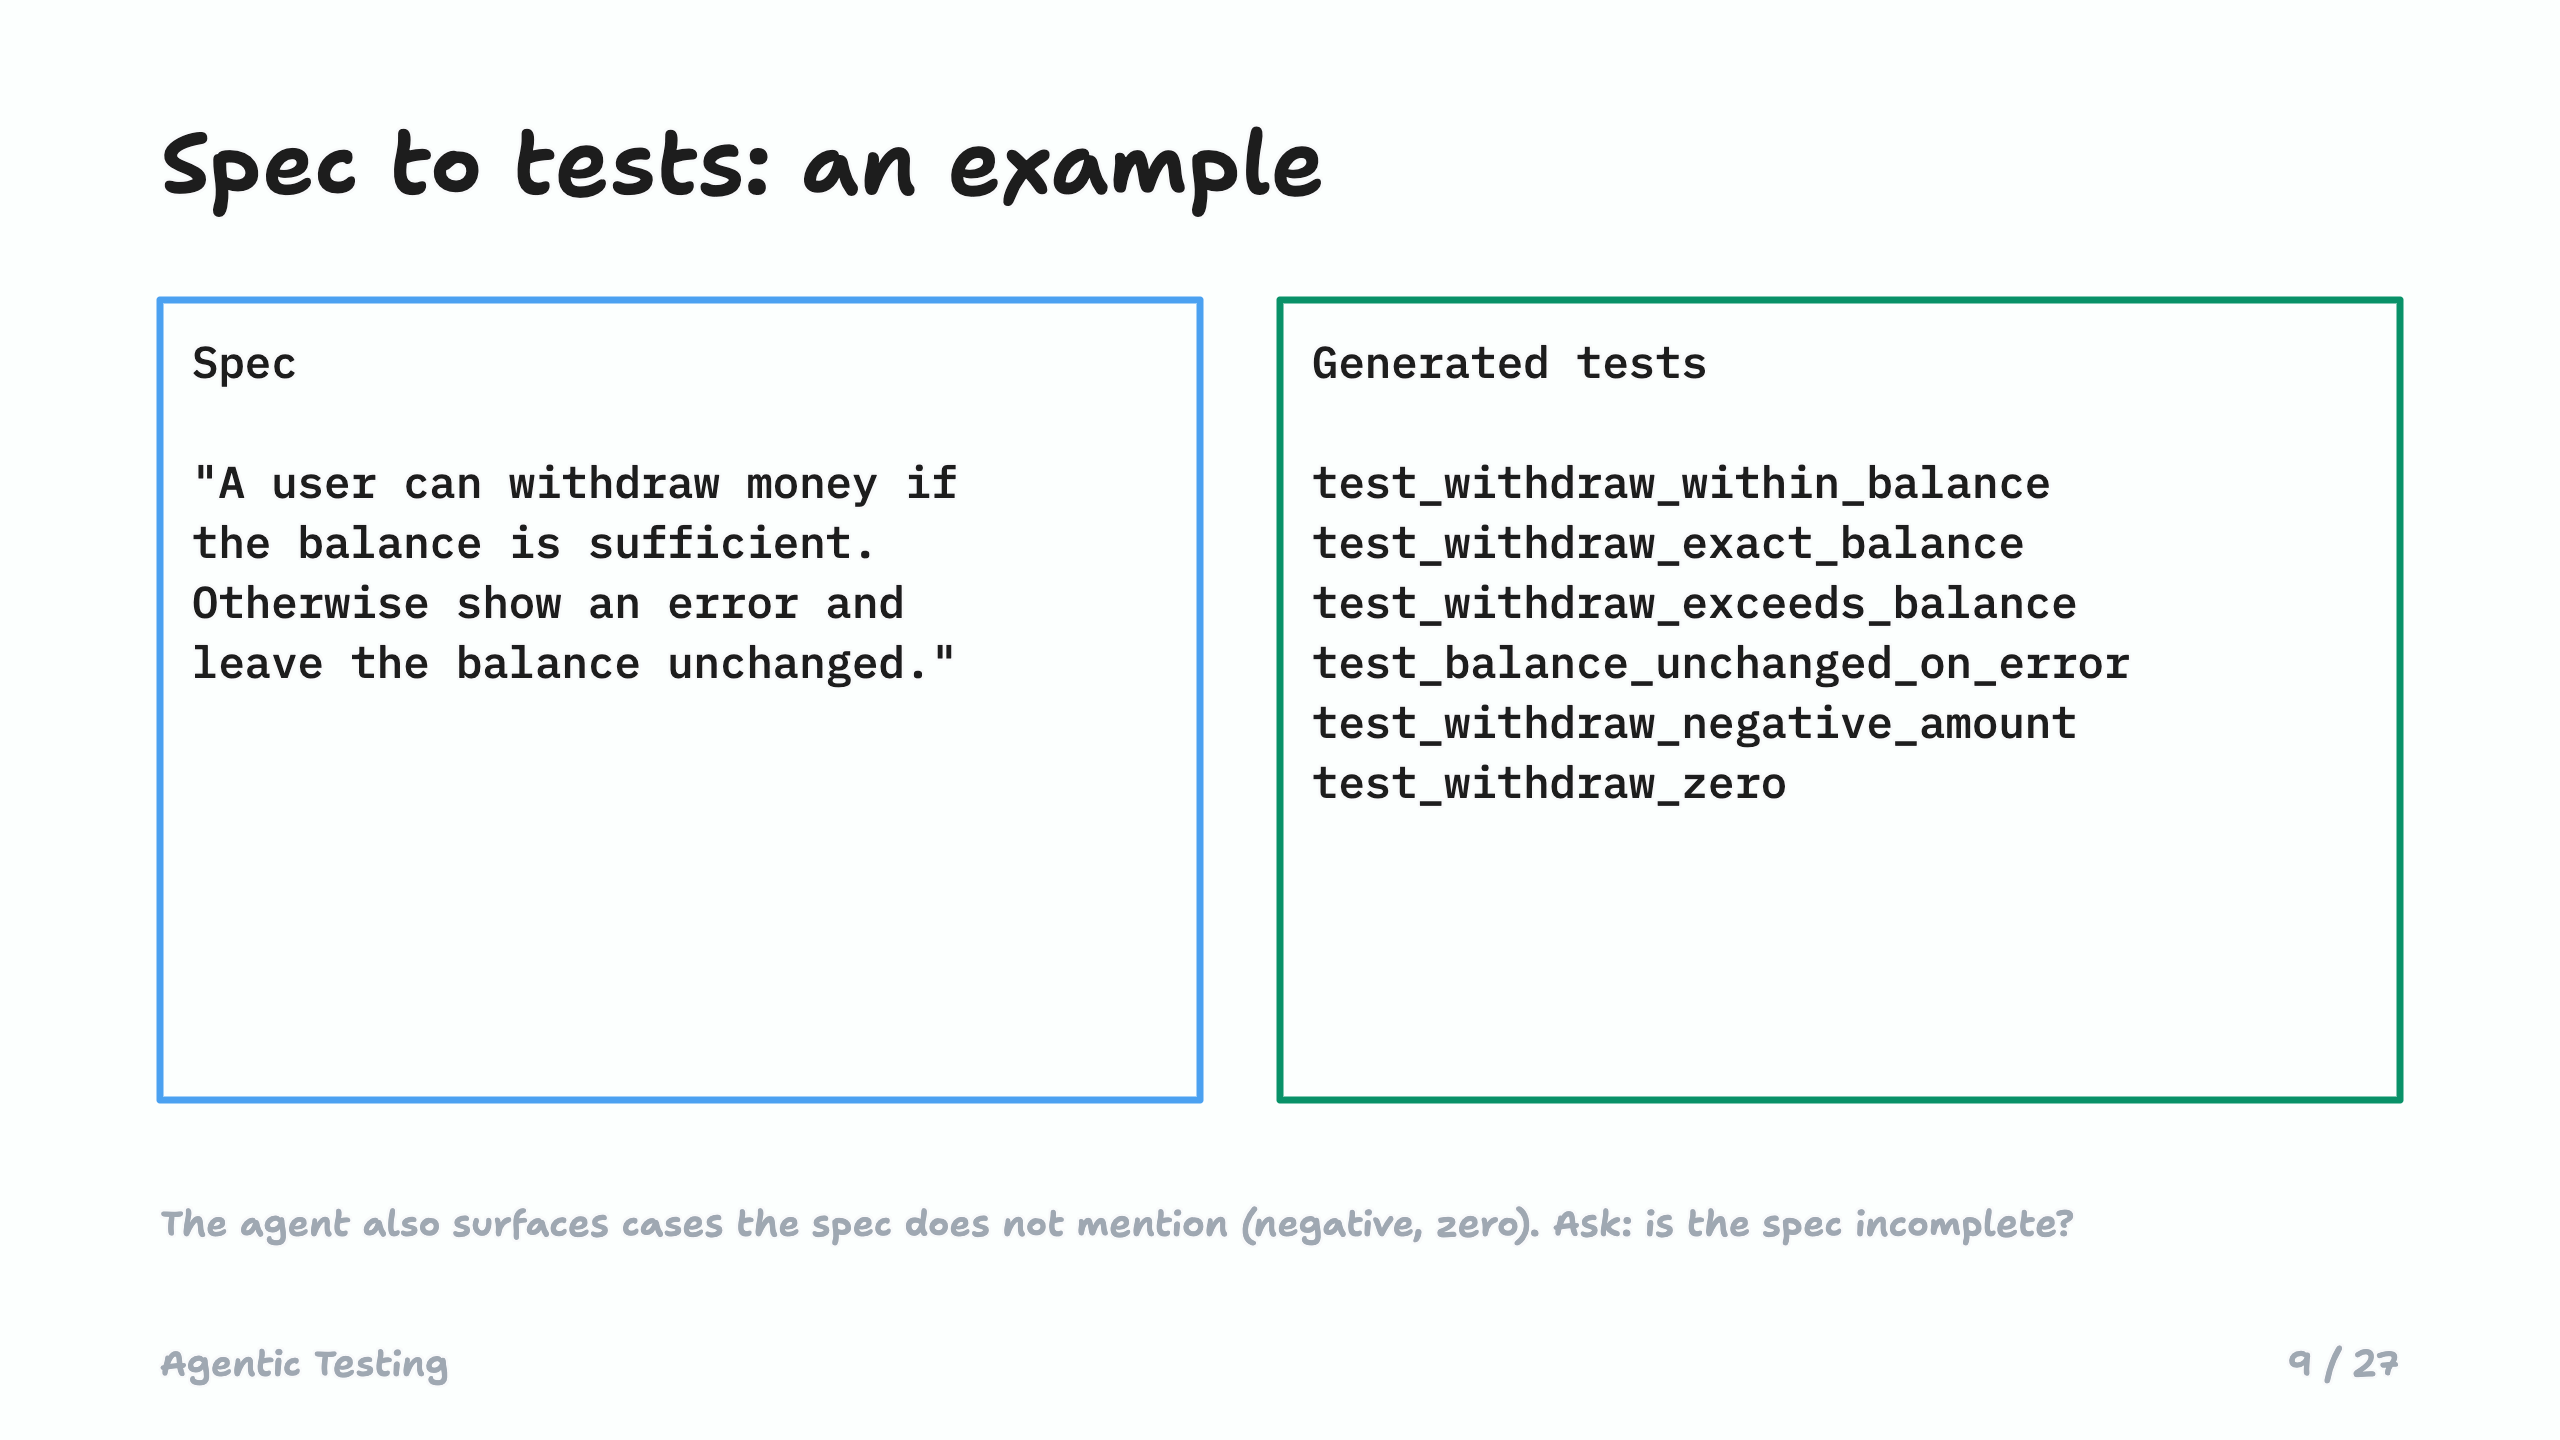 Spec to tests: an example
Spec
"A user can withdraw money if
the balance is sufficient.
Otherwise show an error and
leave the balance unchanged."
Generated tests
test_withdraw_within_balance
test_withdraw_exact_balance
test_withdraw_exceeds_balance
test_balance_unchanged_on_error
test_withdraw_negative_amount
test_withdraw_zero
The agent also surfaces cases the spec does not mention (negative, zero). Ask: is the spec incomplete?
Agentic Testing
9 / 27